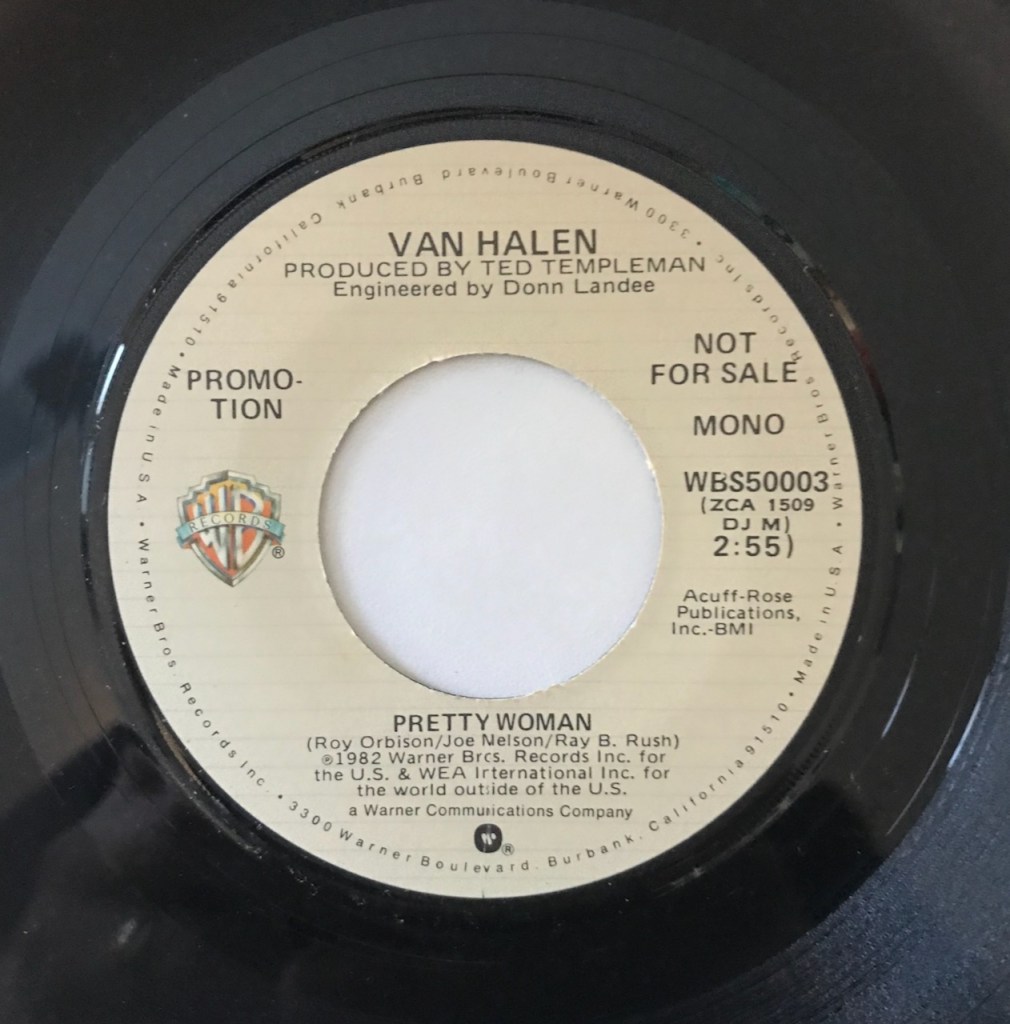 VAN HALEN
PRODUCED BY TED TEMPLEMAN
Engineered by Donn Landee
PROMO-
TION
NOT
FOR SALE
MONO
WBS50003
(ZCA 1509
DJ M)
2:55)
RECORDS
®
Acuff-Rose
Publications,
Inc.-BMI
PRETTY WOMAN
(Roy Orbison/Joe Nelson/Ray B. Rush)
℗1982 Warner Bros. Records Inc. for
the U.S. & WEA International Inc. for
the world outside of the U.S.
a Warner Communications Company
®
Warner Bros. Records Inc. • 3300 Warner Boulevard. Burbank. California 91510 • Made in U S A •
Warner Bros Records Inc • 3300 Warner Boulevard Burbank California 91510 • Made in U S A •